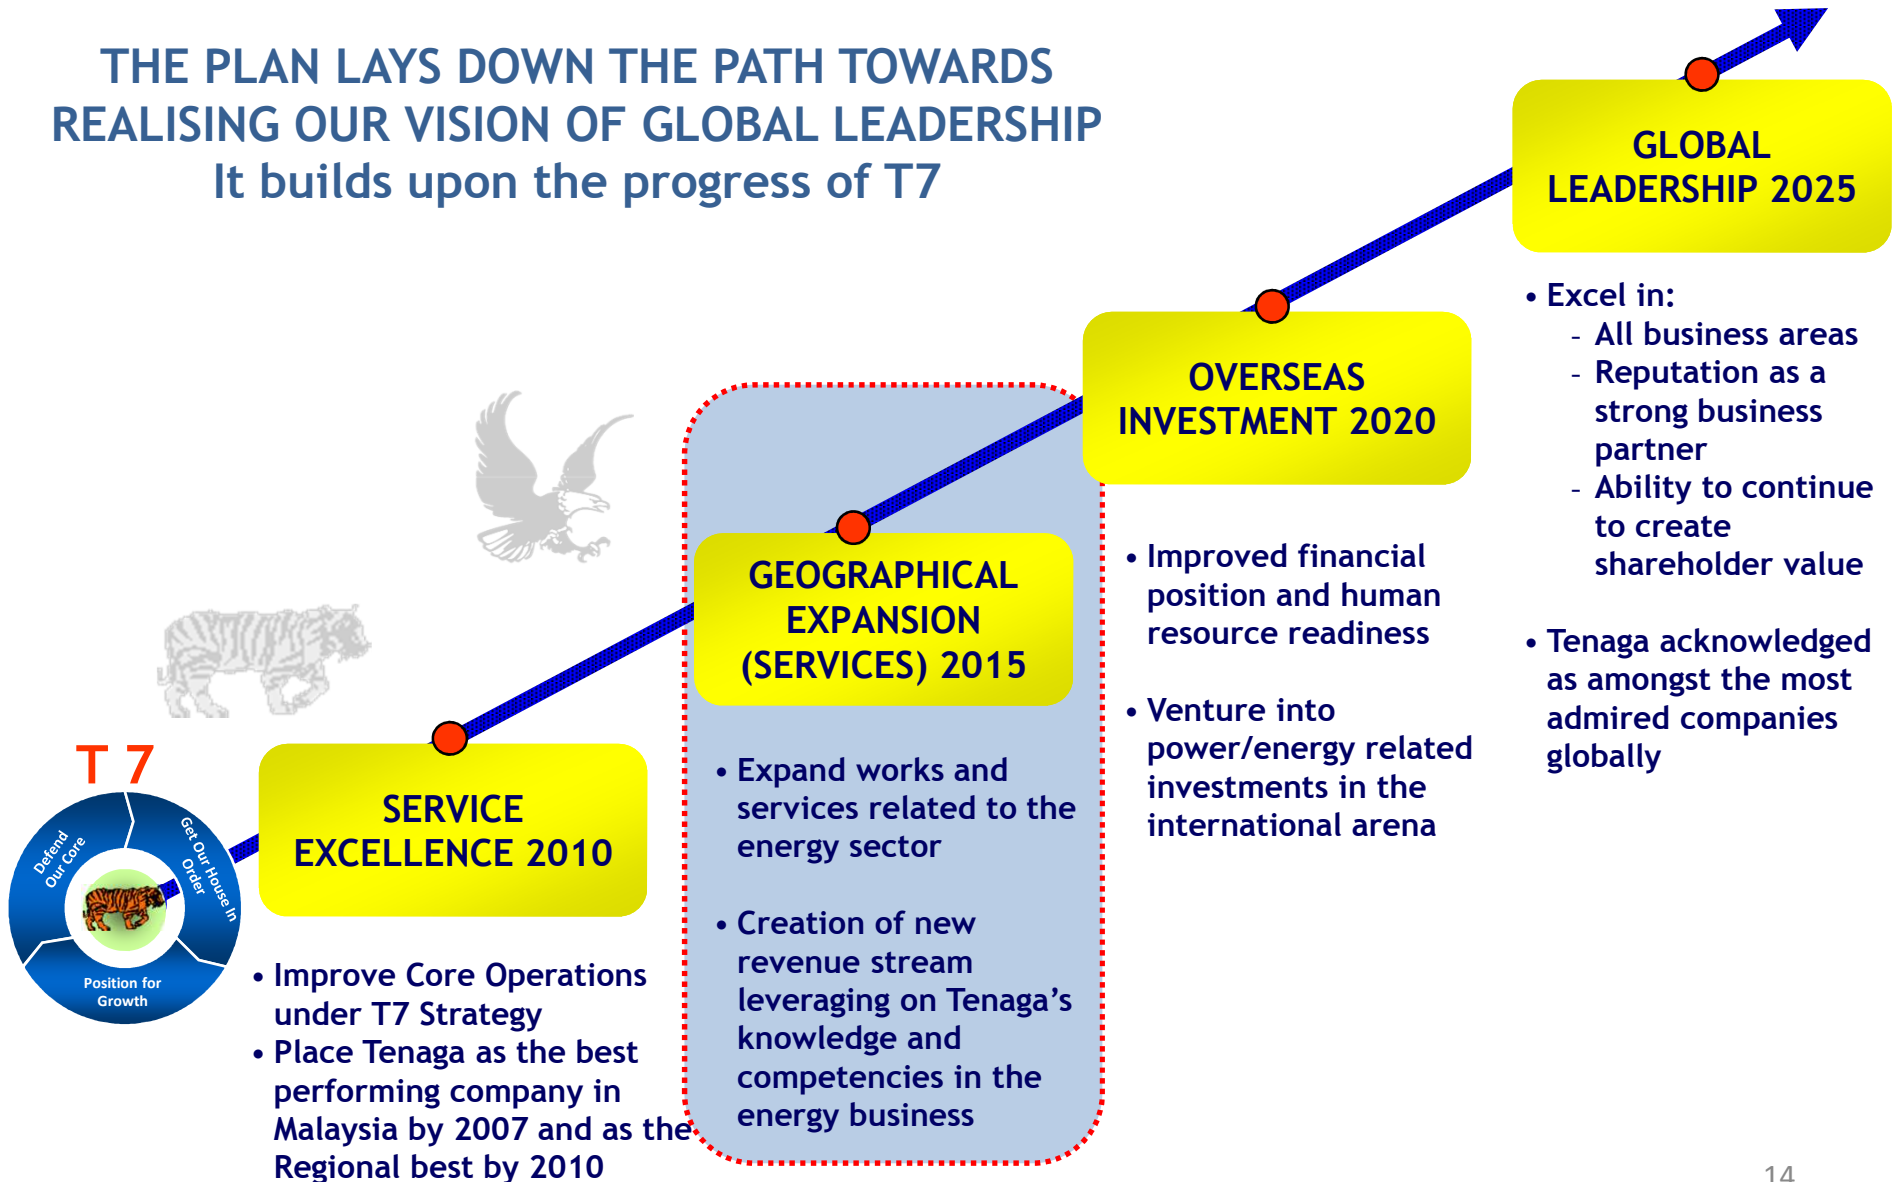 THE PLAN LAYS DOWN THE PATH TOWARDS
REALISING OUR VISION OF GLOBAL LEADERSHIP
It builds upon the progress of T7
T 7
Defend
Our Core
Get Our House In
Order
Position for
Growth
SERVICE
EXCELLENCE 2010
• Improve Core Operations
under T7 Strategy
• Place Tenaga as the best
performing company in
Malaysia by 2007 and as the
Regional best by 2010
GEOGRAPHICAL
EXPANSION
(SERVICES) 2015
• Expand works and
services related to the
energy sector
• Creation of new
revenue stream
leveraging on Tenaga’s
knowledge and
competencies in the
energy business
OVERSEAS
INVESTMENT 2020
• Improved financial
position and human
resource readiness
• Venture into
power/energy related
investments in the
international arena
GLOBAL
LEADERSHIP 2025
• Excel in:
- All business areas
- Reputation as a
strong business
partner
- Ability to continue
to create
shareholder value
• Tenaga acknowledged
as amongst the most
admired companies
globally
14